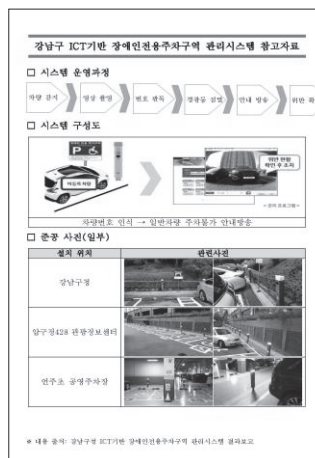 강남구 ICT기반 장애인전용주차구역 관리시스템 참고자료
□ 시스템 운영과정
차량 감지
영상 촬영
번호 판독
경광등 점멸
안내 방송
위반 확
□ 시스템 구성도
차량번호 인식 → 일반차량 주차불가 안내방송
□ 준공 사진(일부)
설치 위치 관련사진
강남구청
압구정428 관광정보센터
언주초 공영주차장
※ 내용 출처: 강남구청 ICT기반 장애인전용주차구역 관리시스템 결과보고